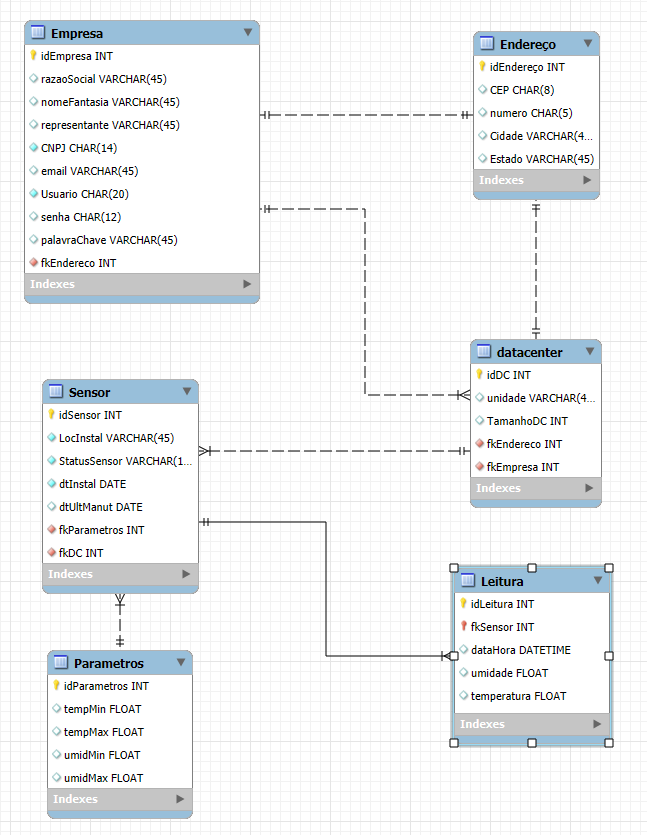 Empresa
idEmpresa INT
razaoSocial VARCHAR(45)
nomeFantasia VARCHAR(45)
representante VARCHAR(45)
CNPJ CHAR(14)
email VARCHAR(45)
Usuario CHAR(20)
senha CHAR(12)
palavraChave VARCHAR(45)
fkEndereco INT
Indexes
Endereço
idEndereço INT
CEP CHAR(8)
numero CHAR(5)
Cidade VARCHAR(4...
Estado VARCHAR(45)
Indexes
datacenter
idDC INT
unidade VARCHAR(4...
TamanhoDC INT
fkEndereco INT
fkEmpresa INT
Indexes
Sensor
idSensor INT
LocInstal VARCHAR(45)
StatusSensor VARCHAR(1...
dtInstal DATE
dtUltManut DATE
fkParametros INT
fkDC INT
Indexes
Leitura
idLeitura INT
fkSensor INT
dataHora DATETIME
umidade FLOAT
temperatura FLOAT
Indexes
Parametros
idParametros INT
tempMin FLOAT
tempMax FLOAT
umidMin FLOAT
umidMax FLOAT
Indexes